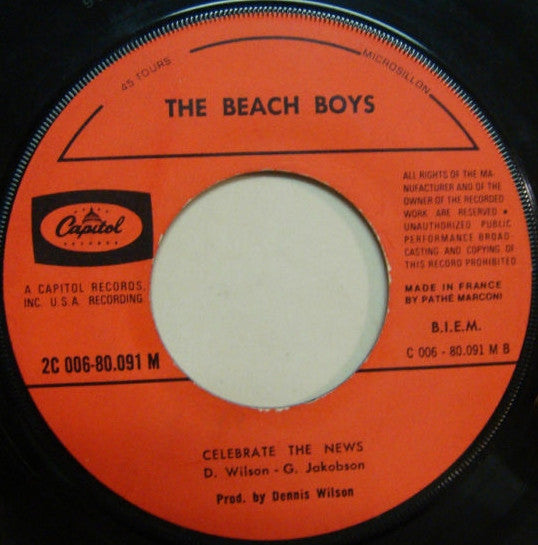 45 TOURS
MICROSILLON
THE BEACH BOYS
Capitol
RECORDS
A CAPITOL RECORDS,
INC. U.S.A. RECORDING
2C 006-80.091 M
ALL RIGHTS OF THE MA-
NUFACTURER AND OF THE
OWNER OF THE RECORDED
WORK ARE RESERVED •
UNAUTHORIZED PUBLIC
PERFORMANCE BROAD-
CASTING AND COPYING OF
THIS RECORD PROHIBITED
MADE IN FRANCE
BY PATHÉ MARCONI
B.I.E.M.
C 006 - 80.091 M B
CELEBRATE THE NEWS
D. Wilson - G. Jakobson
Prod. by Dennis Wilson